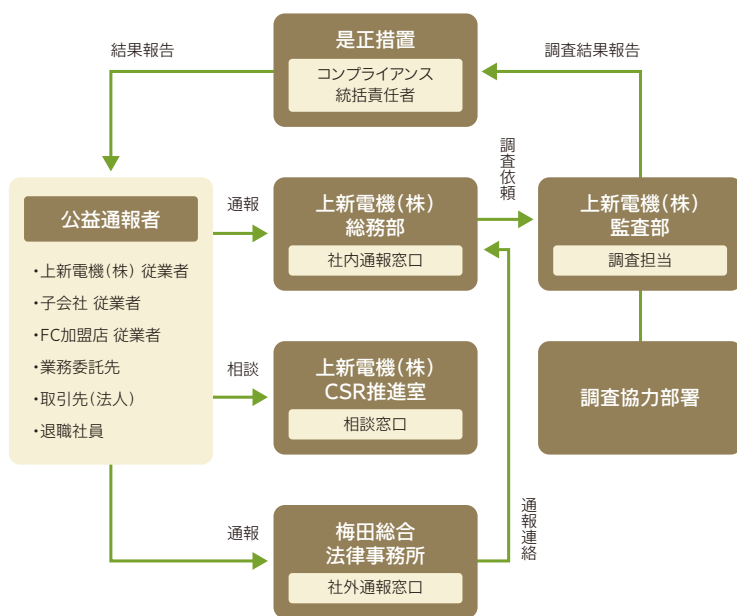 結果報告
是正措置
コンプライアンス
統括責任者
調査結果報告
公益通報者
・上新電機(株) 従業者
・子会社 従業者
・FC加盟店 従業者
・業務委託先
・取引先(法人)
・退職社員
通報
上新電機(株)
総務部
社内通報窓口
調査依頼
上新電機(株)
監査部
調査担当
相談
上新電機(株)
CSR推進室
相談窓口
調査協力部署
通報
梅田総合
法律事務所
社外通報窓口
通報連絡